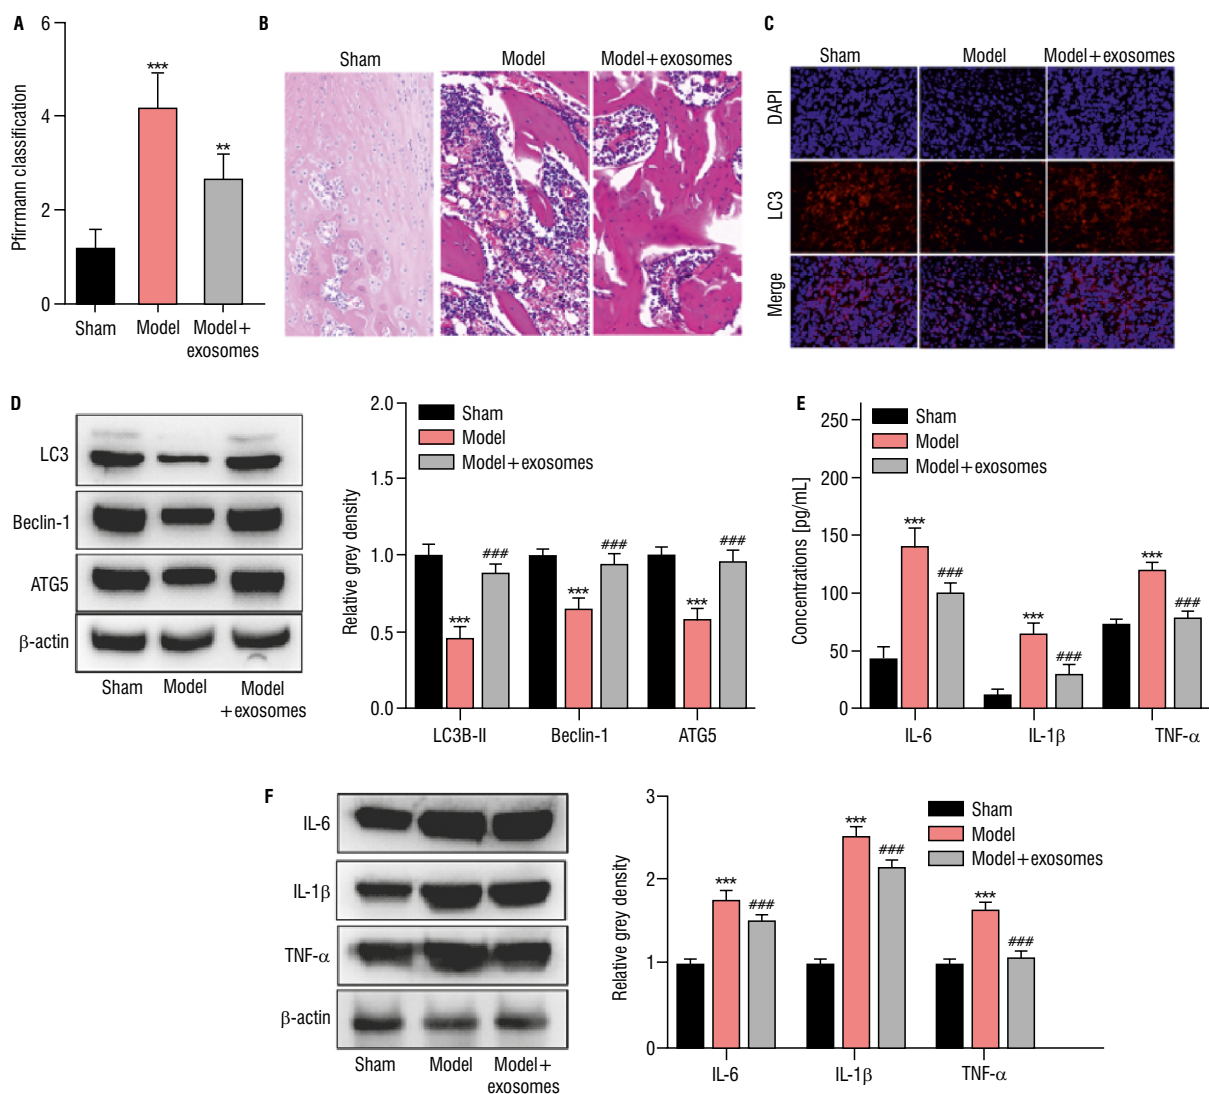 A
Pfirrmann classification
6
4
2
0
***
**
Sham
Model
Model+
exosomes
B
Sham
Model
Model+exosomes
C
Sham
Model
Model+exosomes
DAPI
LC3
Merge
D
LC3
Beclin-1
ATG5
β-actin
Sham
Model
Model
+exosomes
Relative grey density
2.0
1.5
1.0
0.5
0.0
Sham
Model
Model+exosomes
***
###
***
###
***
###
LC3B-II
Beclin-1
ATG5
E
Concentrations [pg/mL]
250
200
150
100
50
0
Sham
Model
Model+exosomes
***
###
***
###
***
###
IL-6
IL-1β
TNF-α
F
IL-6
IL-1β
TNF-α
β-actin
Sham
Model
Model+
exosomes
Relative grey density
3
2
1
0
Sham
Model
Model+exosomes
***
###
***
###
***
###
IL-6
IL-1β
TNF-α